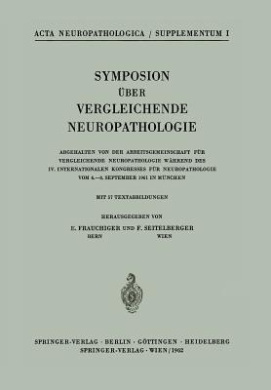 ACTA NEUROPATHOLOGICA / SUPPLEMENTUM I
SYMPOSION
ÜBER
VERGLEICHENDE
NEUROPATHOLOGIE
ABGEHALTEN VON DER ARBEITSGEMEINSCHAFT FÜR
VERGLEICHENDE NEUROPATHOLOGIE WÄHREND DES
IV. INTERNATIONALEN KONGRESSES FÜR NEUROPATHOLOGIE
VOM 4.—8. SEPTEMBER 1961 IN MÜNCHEN
MIT 57 TEXTABBILDUNGEN
HERAUSGEGEBEN VON
E. FRAUCHIGER UND F. SEITELBERGER
BERN WIEN
SPRINGER-VERLAG · BERLIN · GÖTTINGEN · HEIDELBERG
SPRINGER-VERLAG · WIEN / 1962